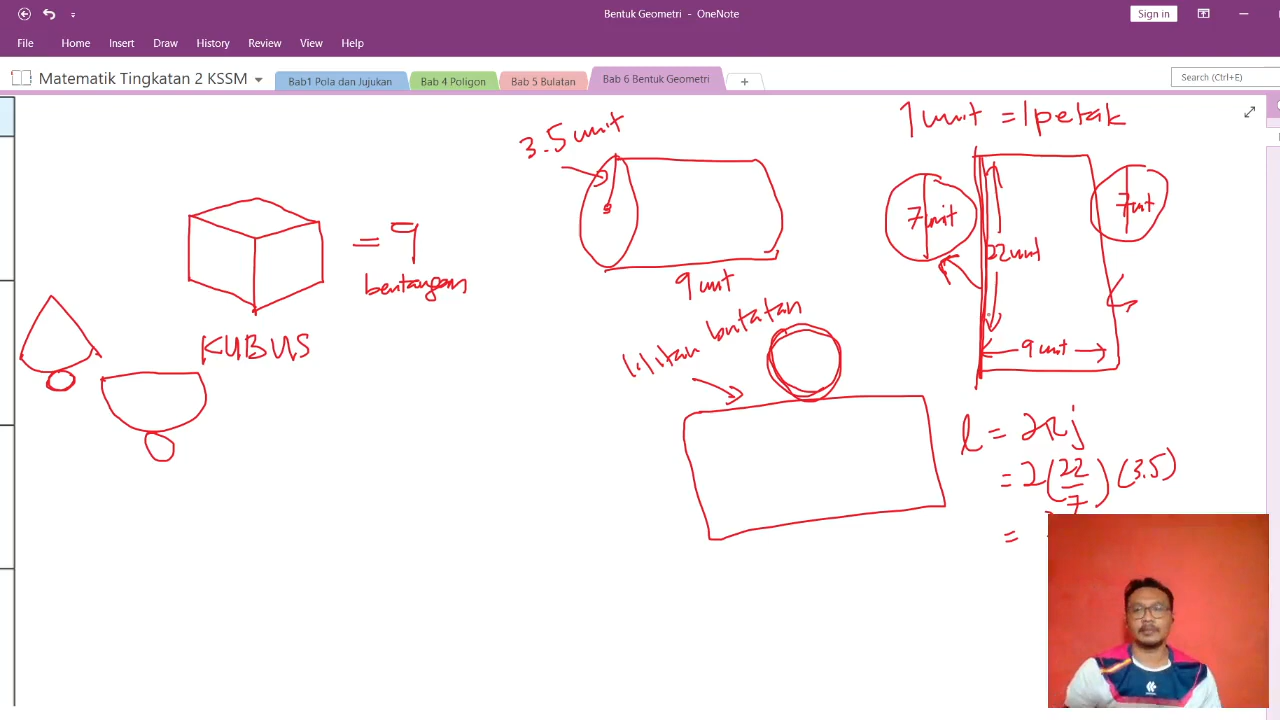 Bentuk Geometri - OneNote
Sign in
File Home Insert Draw History Review View Help
Matematik Tingkatan 2 KSSM
Bab1 Pola dan Jujukan
Bab 4 Poligon
Bab 5 Bulatan
Bab 6 Bentuk Geometri
+
Search (Ctrl+E)
1 unit = 1 petak
3.5 unit
9 unit
7 unit
22 unit
7 unit
9 unit
= 9
bentangan
KUBUS
lilitan bulatan
l = 2πj
= 2(22/7)(3.5)
=